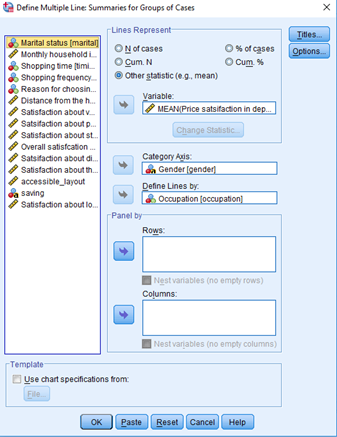 Define Multiple Line: Summaries for Groups of Cases
Marital status [marital]
Monthly household i...
Shopping time [timi...
Shopping frequency...
Reason for choosin...
Distance from the h...
Satisfaction about v...
Satisfaction about p...
Satisfaction about st...
Overall satisfcation ...
Satisfaction about di...
Satisfaction about th...
accessible_layout
saving
Satisfaction about lo...
Lines Represent
N of cases
% of cases
Cum. N
Cum. %
Other statistic (e.g., mean)
Variable:
MEAN(Price satsifaction in dep...
Change Statistic...
Category Axis:
Gender [gender]
Define Lines by:
Occupation [occupation]
Panel by
Rows:
Nest variables (no empty rows)
Columns:
Nest variables (no empty columns)
Titles...
Options...
Template
Use chart specifications from:
File...
OK
Paste
Reset
Cancel
Help